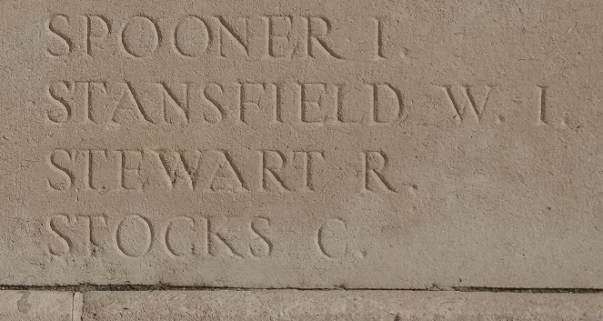 SPOONER I.
STANSFIELD W. I.
STEWART R.
STOCKS C.